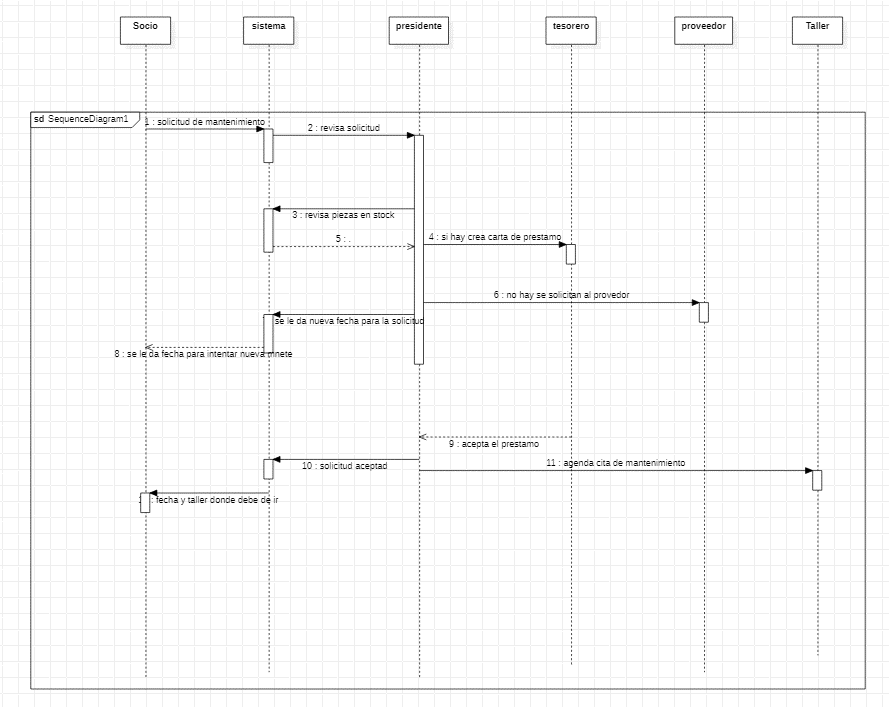 Socio
sistema
presidente
tesorero
proveedor
Taller
sd SequenceDiagram1
1 : solicitud de mantenimiento
2 : revisa solicitud
3 : revisa piezas en stock
4 : si hay crea carta de prestamo
5 : .
6 : no hay se solicitan al provedor
se le da nueva fecha para la solicitud
8 : se le da fecha para intentar nueva mnete
9 : acepta el prestamo
10 : solicitud aceptad
11 : agenda cita de mantenimiento
: fecha y taller donde debe de ir